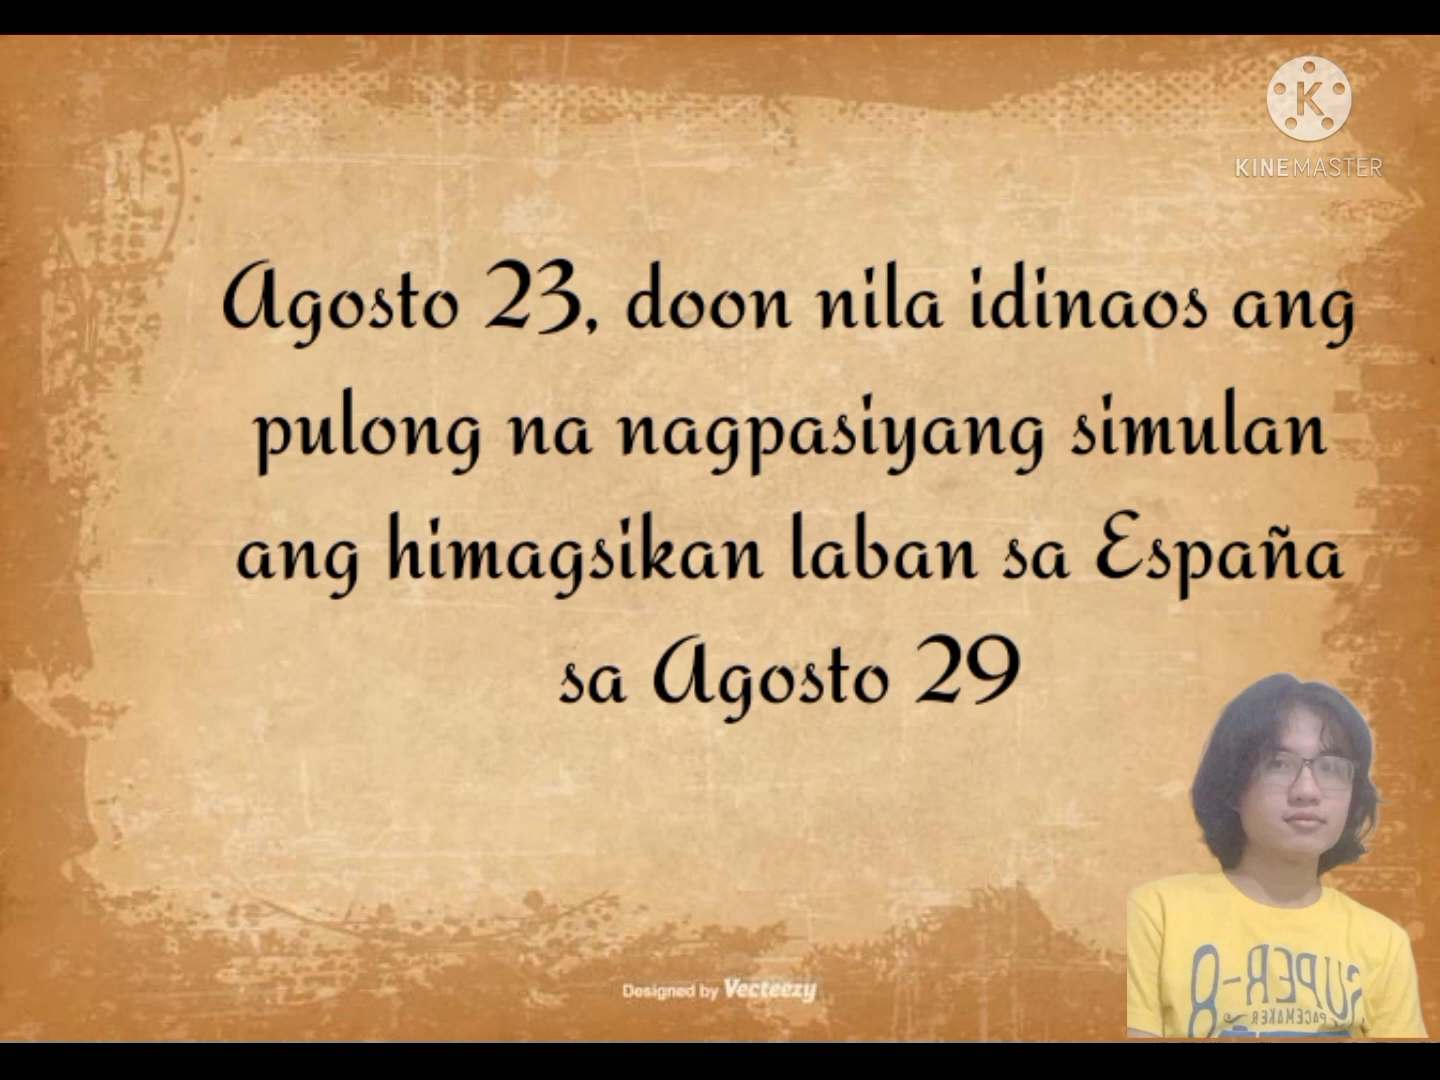 KINEMASTER
Agosto 23, doon nila idinaos ang
pulong na nagpasiyang simulan
ang himagsikan laban sa España
sa Agosto 29
SUPER-8
PACEMAKER
Designed by Vecteezy